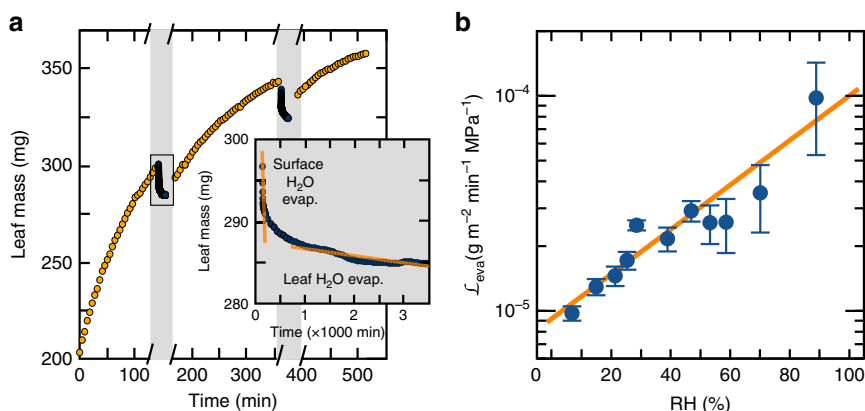 a
Leaf mass (mg)
350
300
250
200
0
100
200
300
400
500
Time (min)
300
295
290
285
280
Leaf mass (mg)
Surface
H2O
evap.
Leaf H2O evap.
0
1
2
3
Time (×1000 min)
b
ℒeva(g m⁻² min⁻¹ MPa⁻¹)
10⁻⁴
10⁻⁵
0
20
40
60
80
100
RH (%)